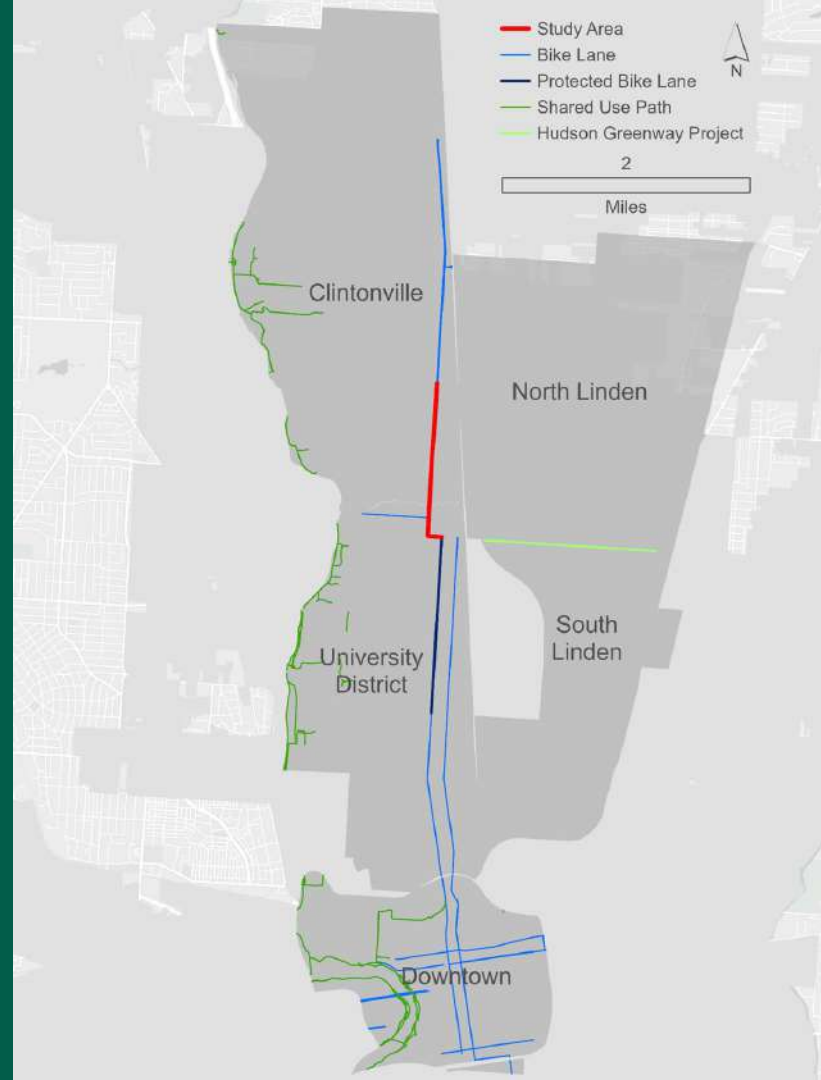 Study Area
Bike Lane
Protected Bike Lane
Shared Use Path
Hudson Greenway Project
N
2
Miles
Clintonville
North Linden
University
District
South
Linden
Downtown